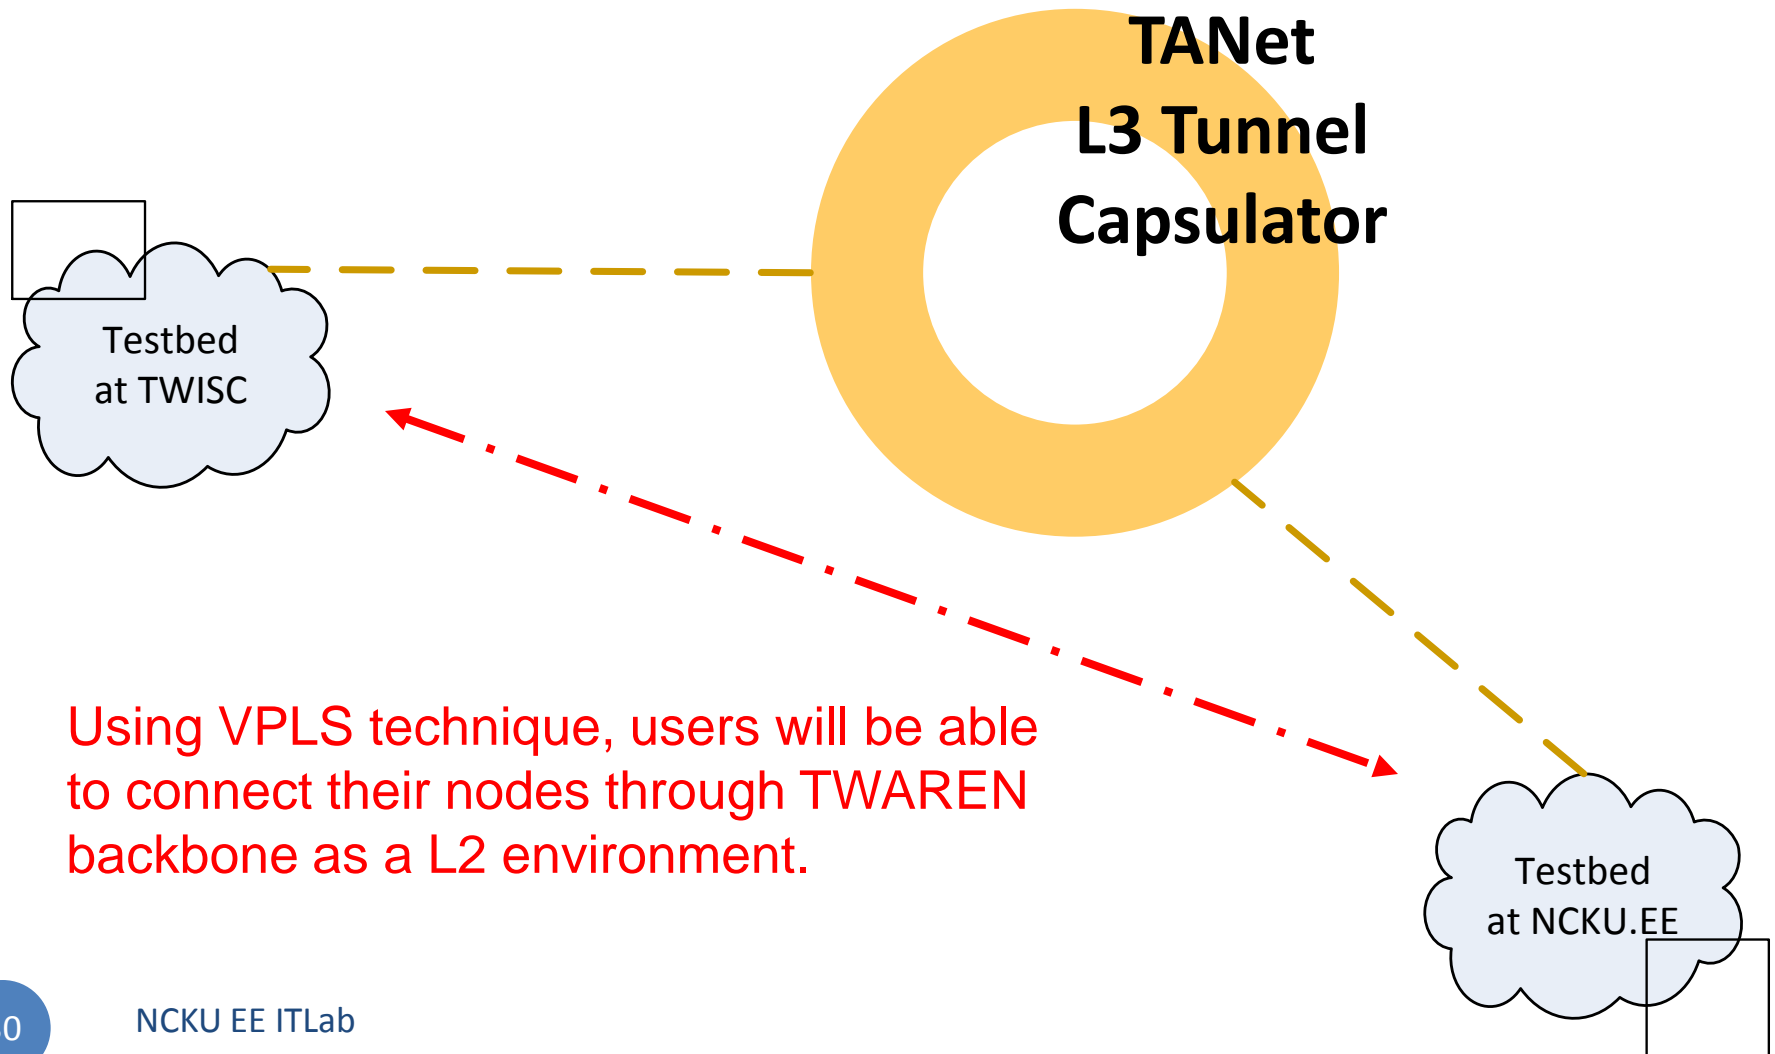 TANet
L3 Tunnel
Capsulator
Testbed
at TWISC
Using VPLS technique, users will be able
to connect their nodes through TWAREN
backbone as a L2 environment.
Testbed
at NCKU.EE
NCKU EE ITLab